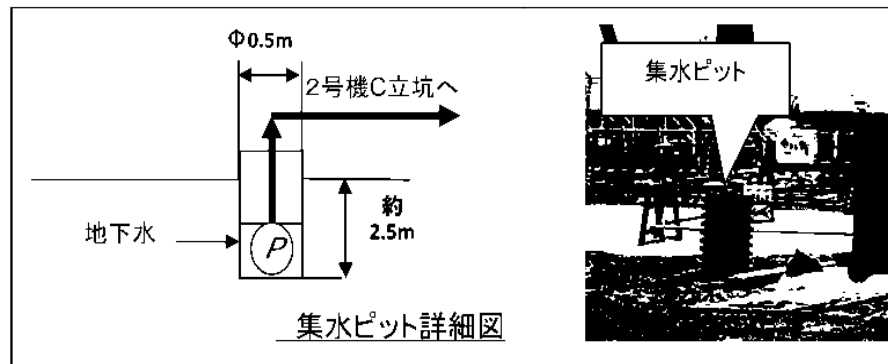 Φ0.5m
2号機C立坑へ
地下水
P
約
2.5m
集水ピット詳細図
集水ピット